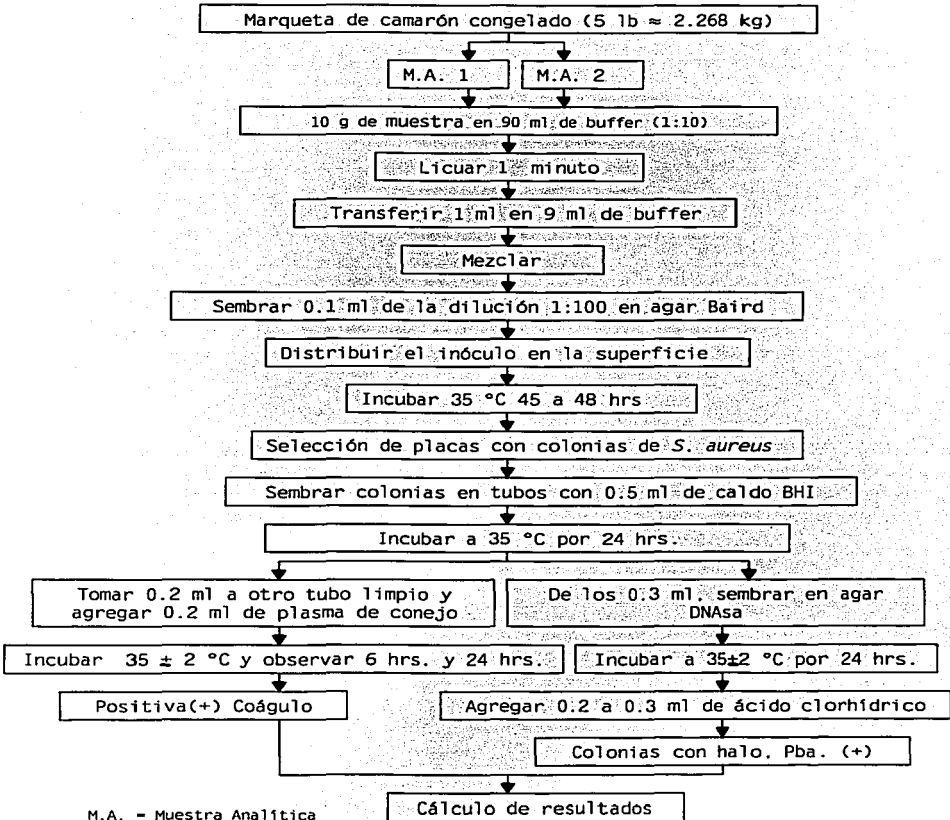 Marqueta de camarón congelado (5 lb ≈ 2.268 kg)
M.A. 1
M.A. 2
10 g de muestra en 90 ml de buffer (1:10)
Licuar 1 minuto
Transferir 1 ml en 9 ml de buffer
Mezclar
Sembrar 0.1 ml de la dilución 1:100 en agar Baird
Distribuir el inóculo en la superficie
Incubar 35 °C 45 a 48 hrs
Selección de placas con colonias de S. aureus
Sembrar colonias en tubos con 0.5 ml de caldo BHI
Incubar a 35 °C por 24 hrs.
Tomar 0.2 ml a otro tubo limpio y
agregar 0.2 ml de plasma de conejo
De los 0.3 ml. sembrar en agar
DNAsa
Incubar 35 ± 2 °C y observar 6 hrs. y 24 hrs.
Incubar a 35±2 °C por 24 hrs.
Positiva(+) Coágulo
Agregar 0.2 a 0.3 ml de ácido clorhídrico
Colonias con halo. Pba. (+)
Cálculo de resultados
M.A. = Muestra Analítica